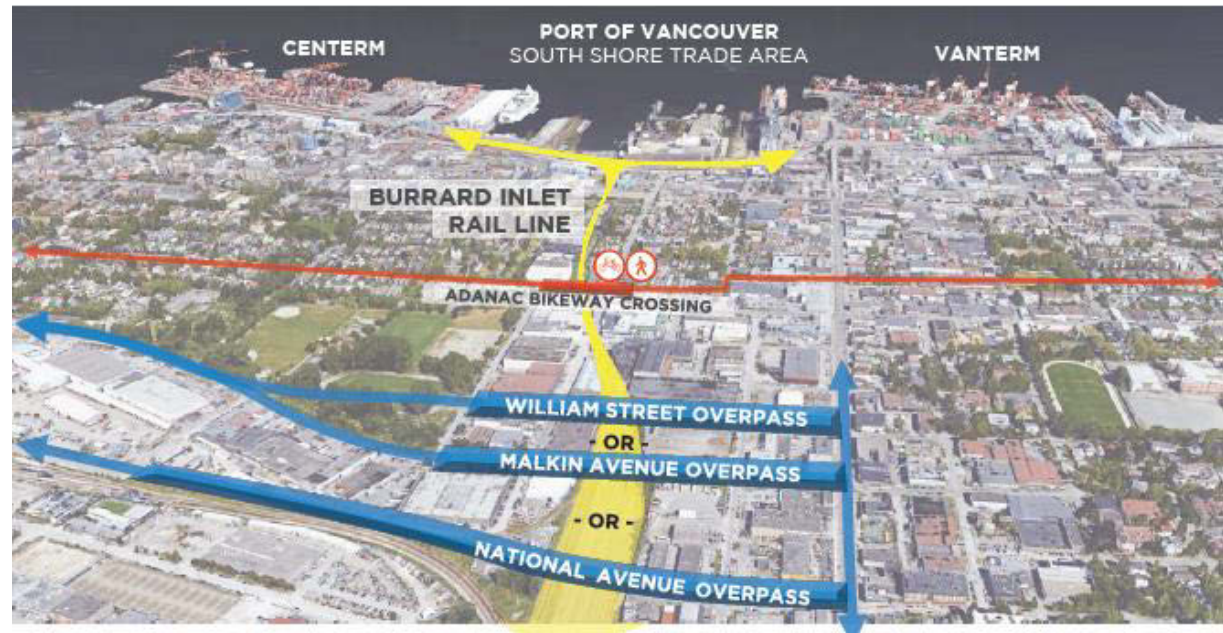 CENTERM
PORT OF VANCOUVER
SOUTH SHORE TRADE AREA
VANTERM
BURRARD INLET
RAIL LINE
ADANAC BIKEWAY CROSSING
WILLIAM STREET OVERPASS
- OR -
MALKIN AVENUE OVERPASS
- OR -
NATIONAL AVENUE OVERPASS